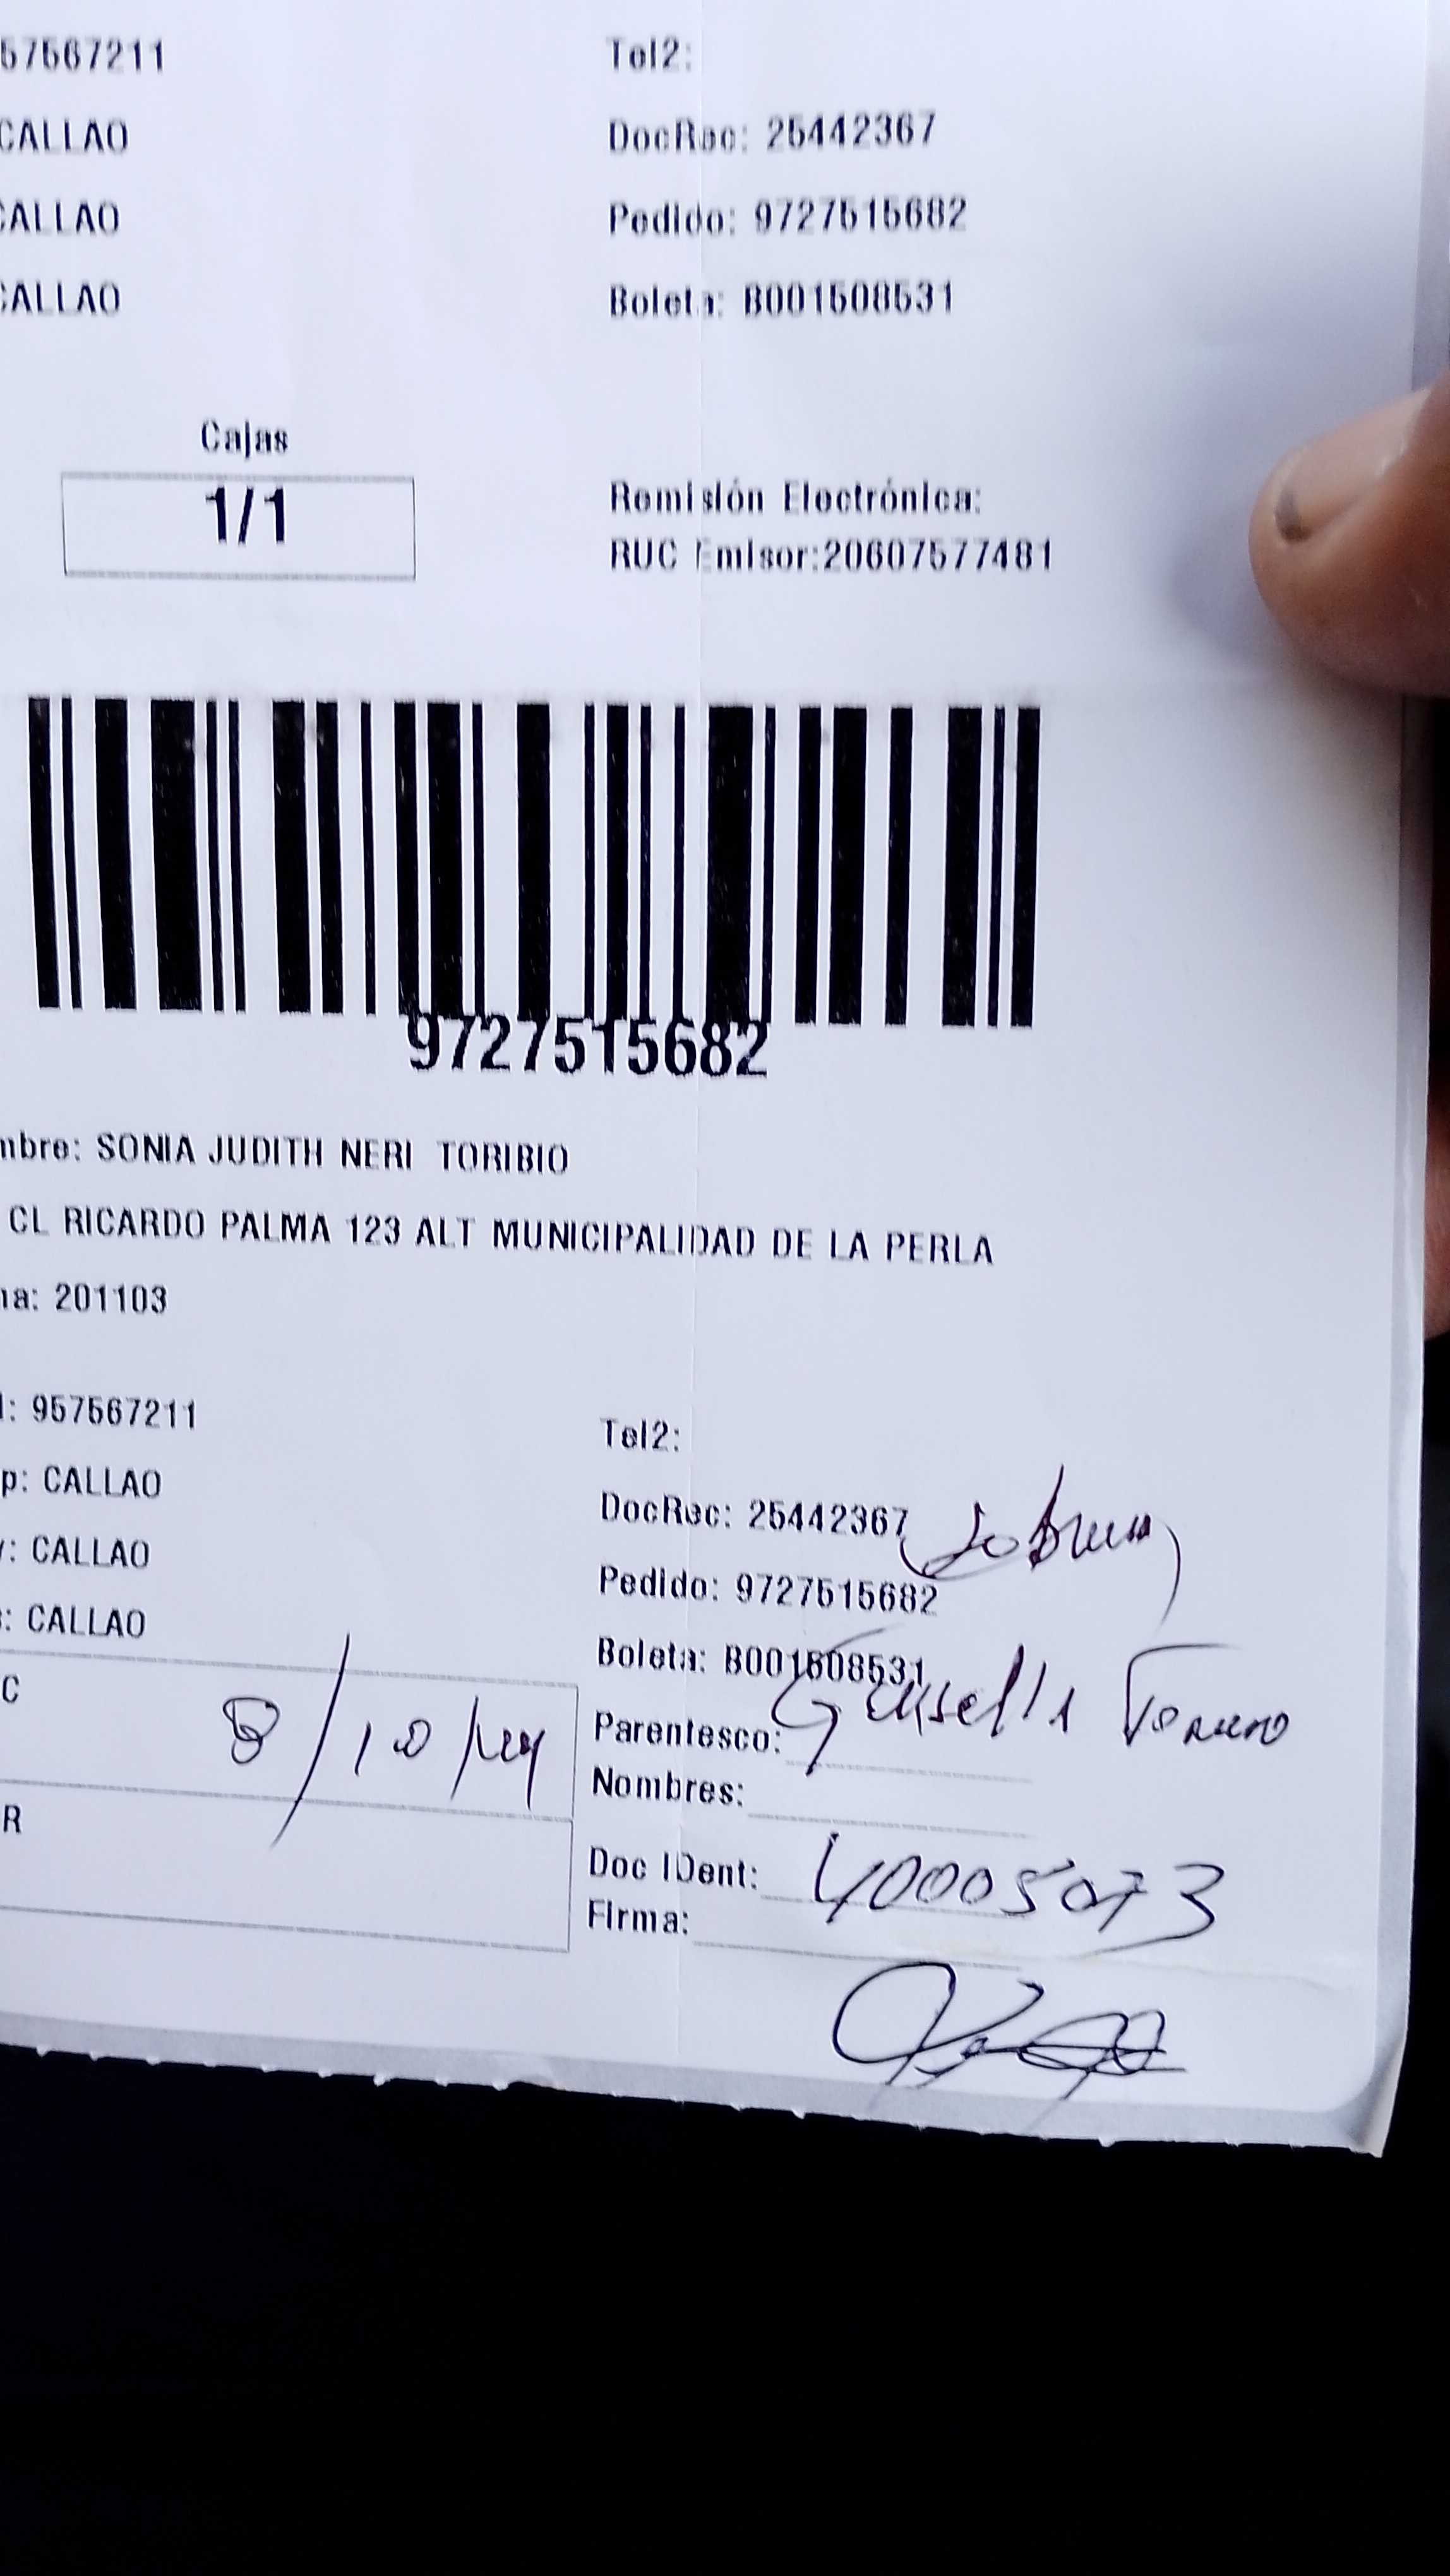 57567211
Tel2:
CALLAO
DocRec: 25442367
CALLAO
Pedido: 9727515682
CALLAO
Boleta: B001508531
Cajas
1/1
Remisión Electrónica:
RUC Emisor:20607577481
9727515682
mbre: SONIA JUDITH NERI TORIBIO
CL RICARDO PALMA 123 ALT MUNICIPALIDAD DE LA PERLA
na: 201103
l: 957567211
Tel2:
p: CALLAO
DocRec: 25442367
v: CALLAO
Pedido: 9727515682
s: CALLAO
Boleta: B001508531
C
8/10/
Parentesco:
Nombres:
R
Doc IDent: 40005073
Firma: